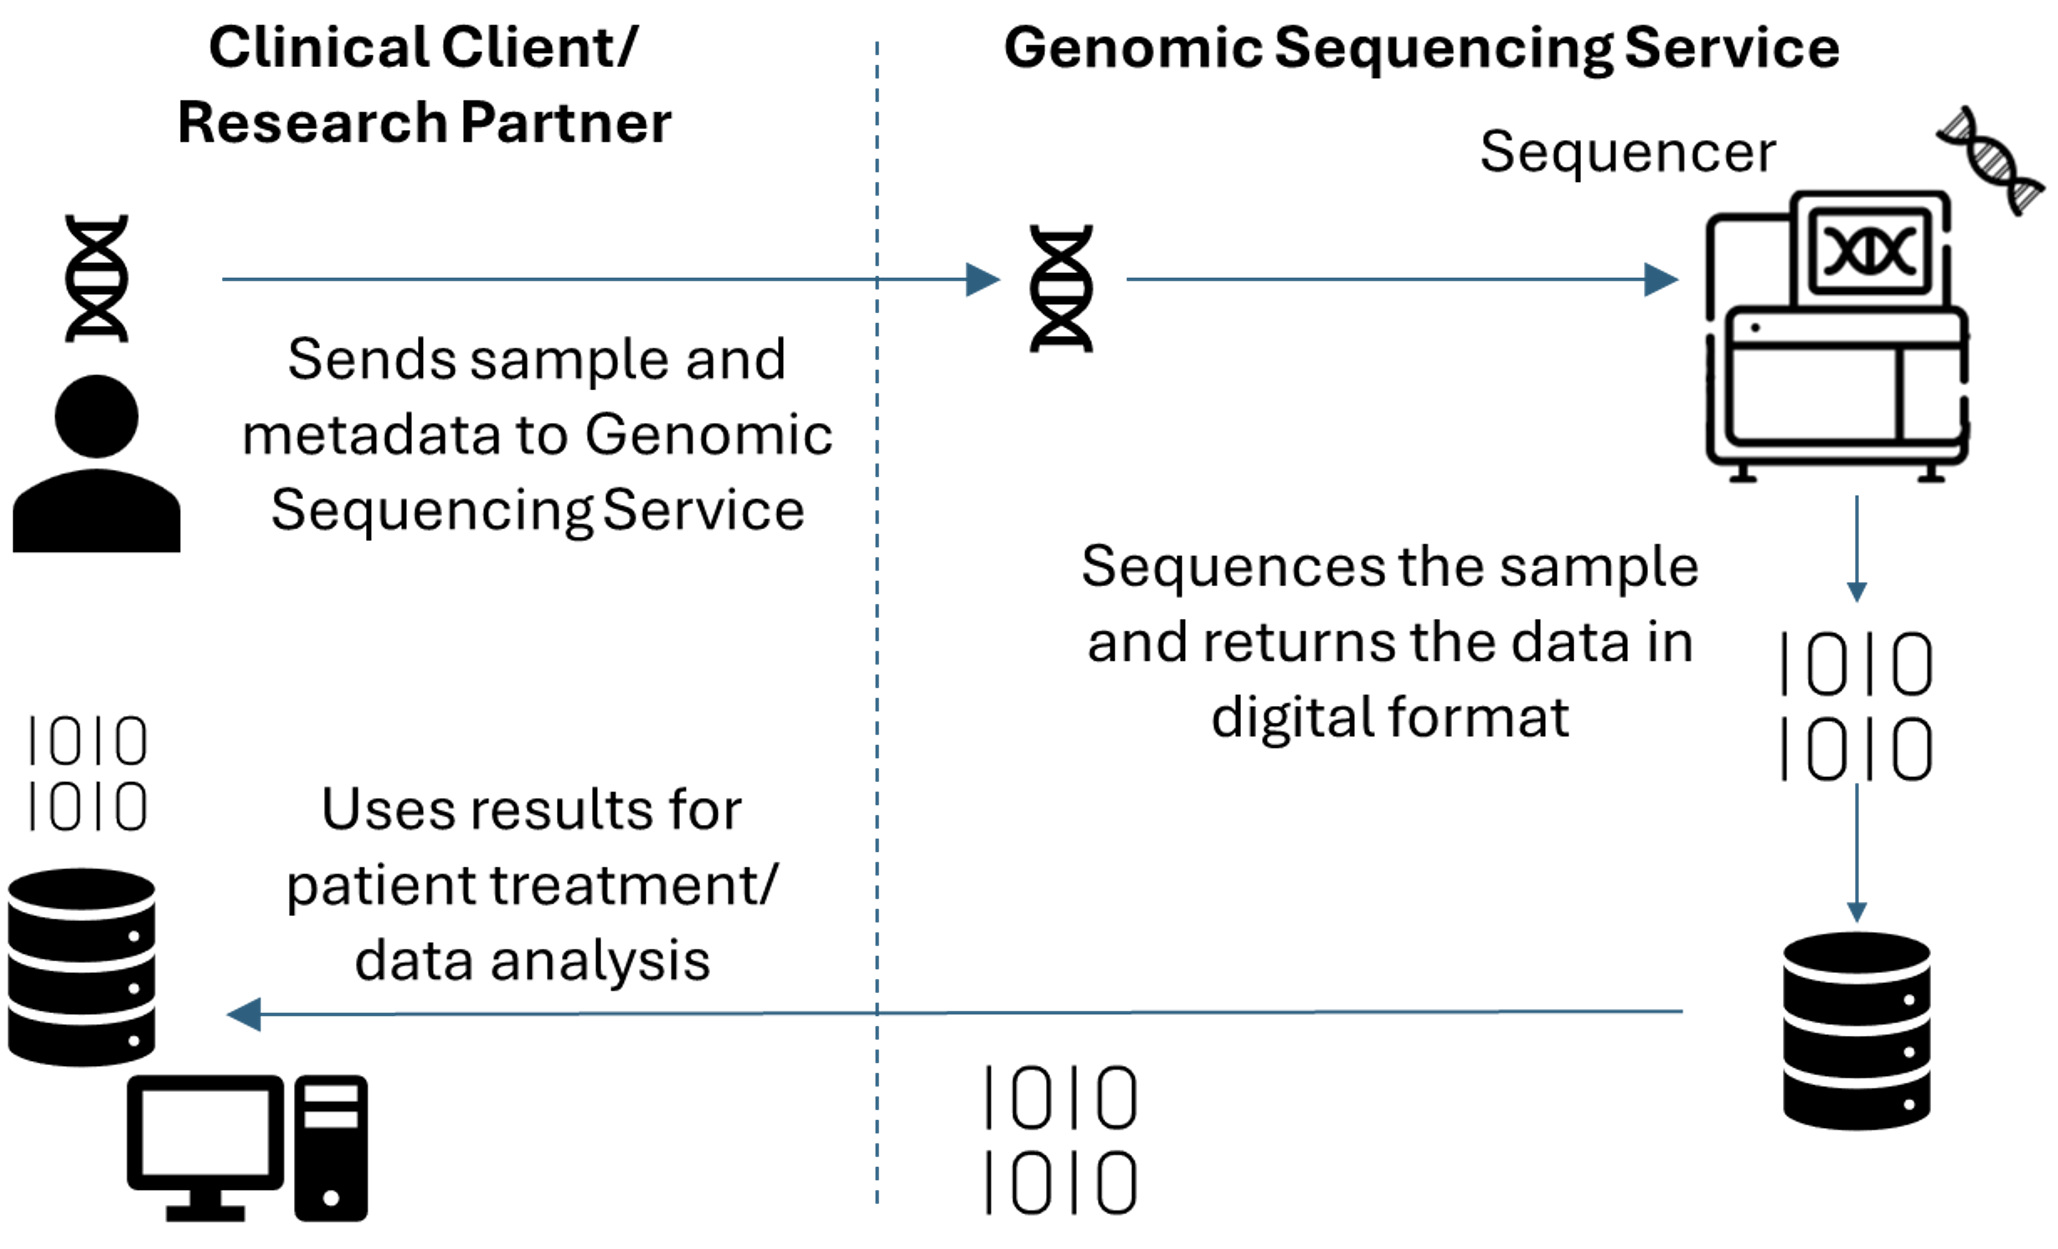 Clinical Client/
Research Partner
Genomic Sequencing Service
Sequencer
Sends sample and
metadata to Genomic
Sequencing Service
Sequences the sample
and returns the data in
digital format
1010
1010
1010
1010
Uses results for
patient treatment/
data analysis
1010
1010